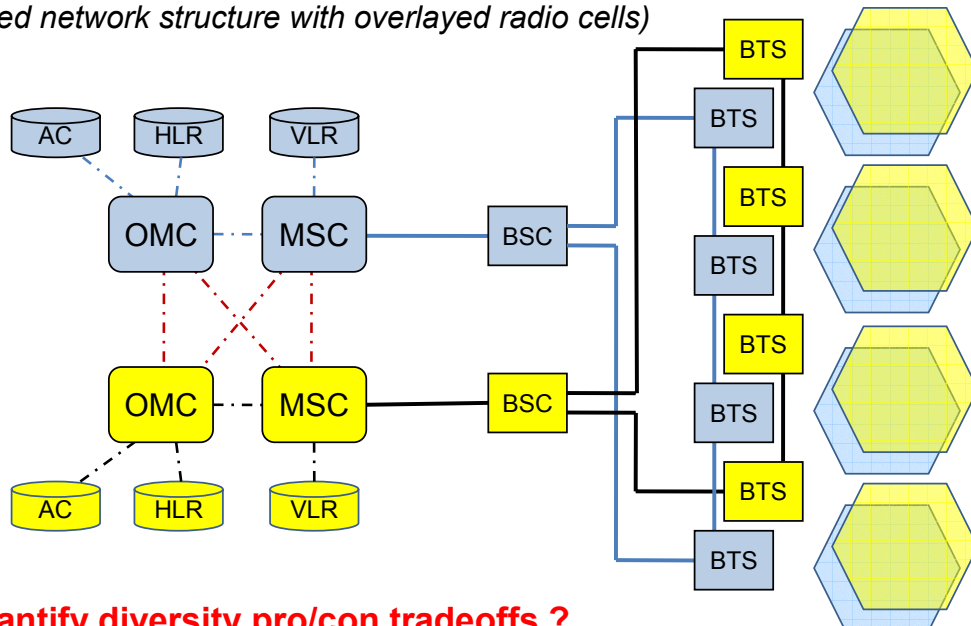 ed network structure with overlayed radio cells)
BTS
BTS
AC HLR VLR
BTS
OMC MSC BSC
BTS
BTS
OMC MSC BSC
BTS
BTS
AC HLR VLR
BTS
antify diversity pro/con tradeoffs ?